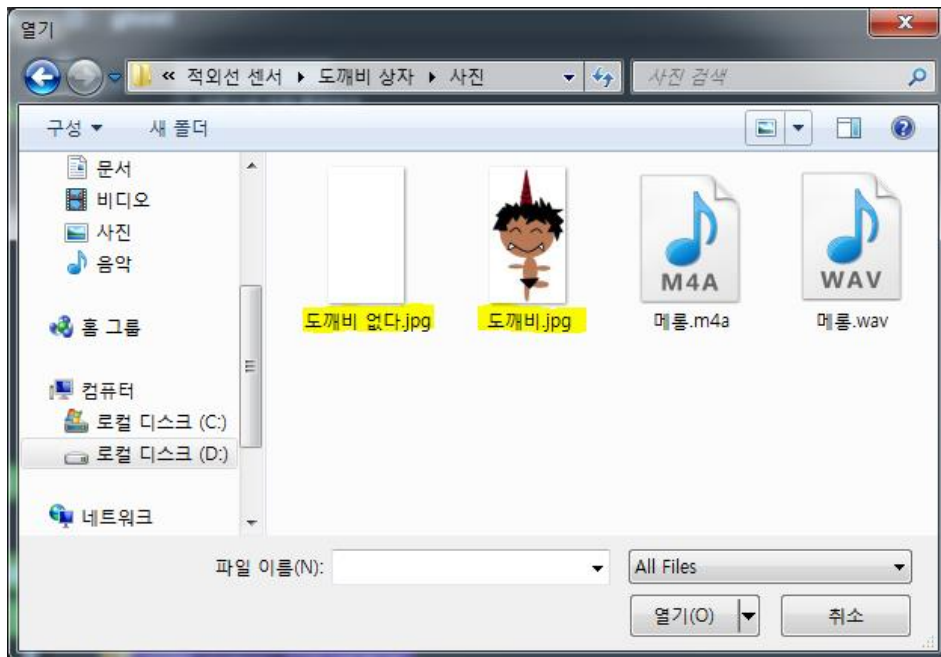 열기
« 적외선 센서 ▸ 도깨비 상자 ▸ 사진
사진 검색
구성 ▼ 새 폴더
문서
비디오
사진
음악
홈 그룹
컴퓨터
로컬 디스크 (C:)
로컬 디스크 (D:)
네트워크
M4A
WAV
도깨비 없다.jpg
도깨비.jpg
메롱.m4a
메롱.wav
파일 이름(N):
All Files
열기(O)
취소